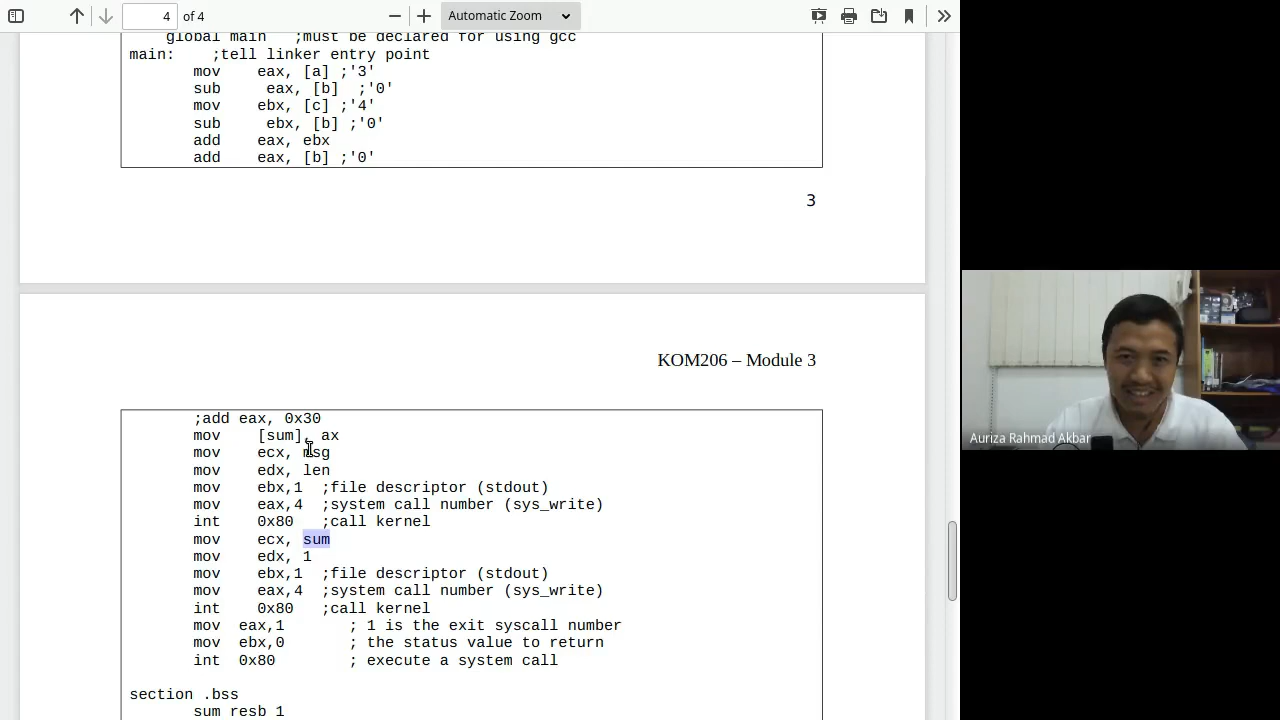 4 of 4 Automatic Zoom
global main ;must be declared for using gcc
main: ;tell linker entry point
mov eax, [a] ;'3'
sub eax, [b] ;'0'
mov ebx, [c] ;'4'
sub ebx, [b] ;'0'
add eax, ebx
add eax, [b] ;'0'
3
KOM206 – Module 3
;add eax, 0x30
mov [sum], ax
mov ecx, msg
mov edx, len
mov ebx,1 ;file descriptor (stdout)
mov eax,4 ;system call number (sys_write)
int 0x80 ;call kernel
mov ecx, sum
mov edx, 1
mov ebx,1 ;file descriptor (stdout)
mov eax,4 ;system call number (sys_write)
int 0x80 ;call kernel
mov eax,1 ; 1 is the exit syscall number
mov ebx,0 ; the status value to return
int 0x80 ; execute a system call
section .bss
sum resb 1
Auriza Rahmad Akbar